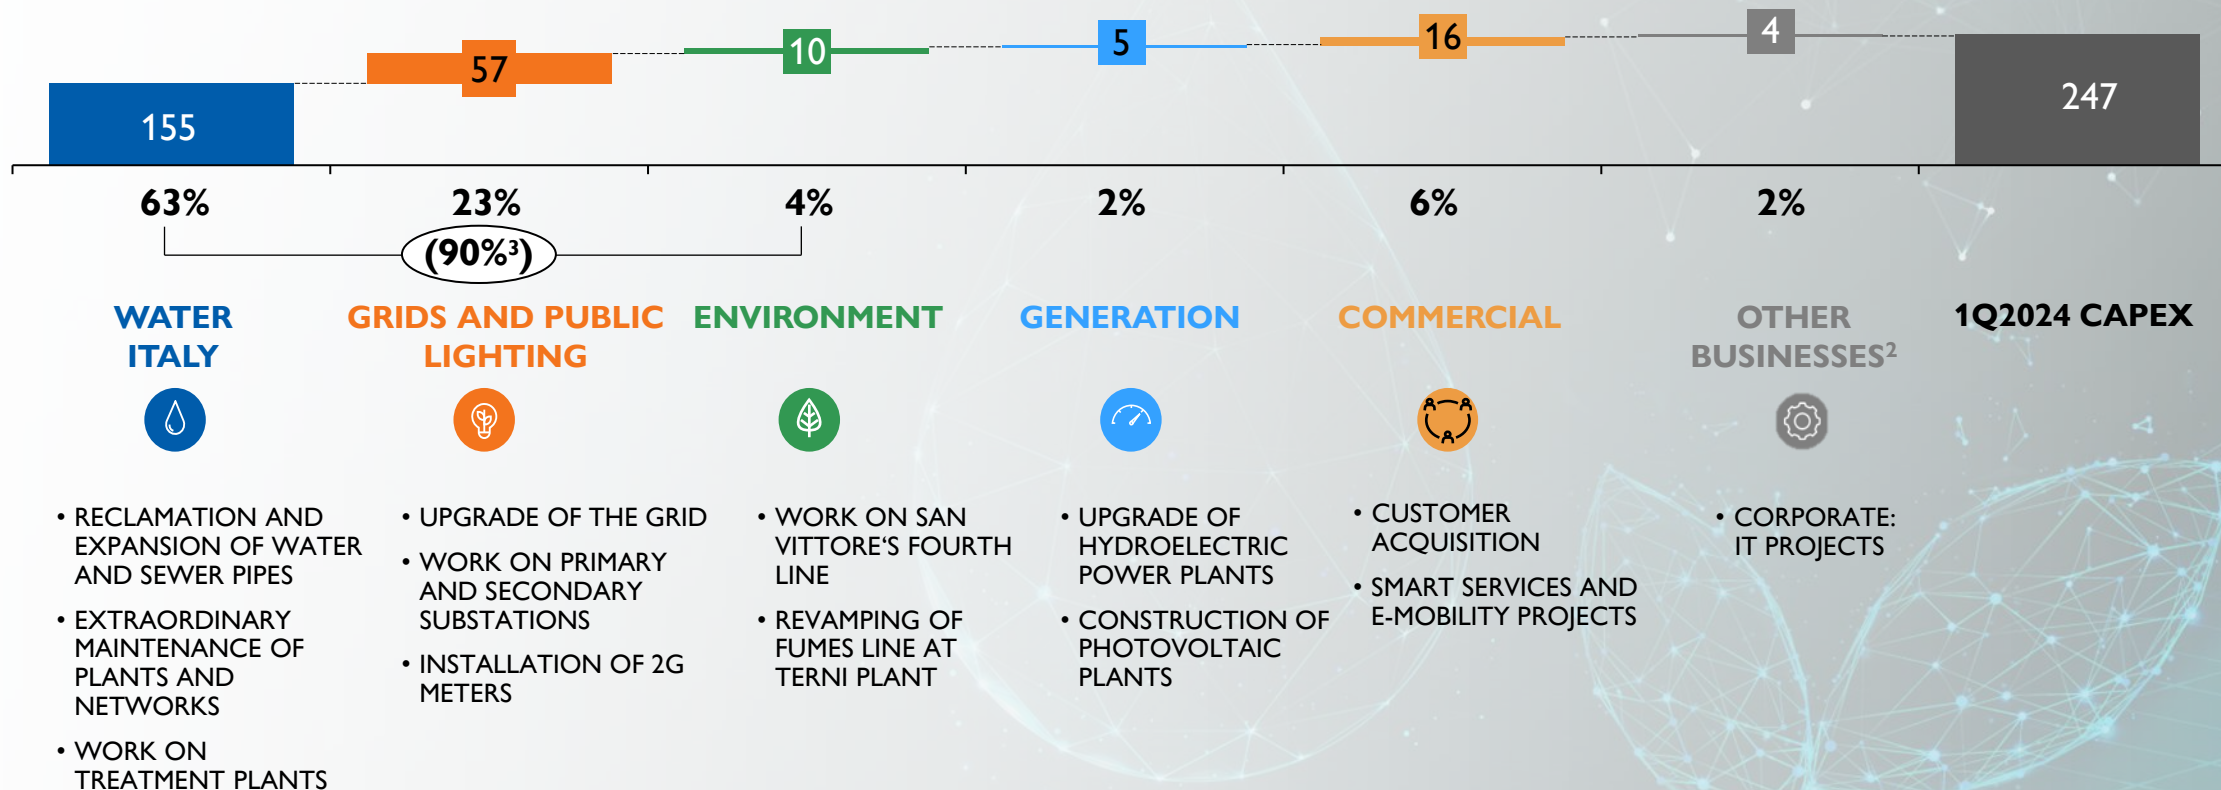 155
57
10
5
16
4
247
63%
23%
4%
2%
6%
2%
(90%³)
WATER
ITALY
GRIDS AND PUBLIC
LIGHTING
ENVIRONMENT
GENERATION
COMMERCIAL
OTHER
BUSINESSES²
1Q2024 CAPEX
• RECLAMATION AND
EXPANSION OF WATER
AND SEWER PIPES
• EXTRAORDINARY
MAINTENANCE OF
PLANTS AND
NETWORKS
• WORK ON
TREATMENT PLANTS
• UPGRADE OF THE GRID
• WORK ON PRIMARY
AND SECONDARY
SUBSTATIONS
• INSTALLATION OF 2G
METERS
• WORK ON SAN
VITTORE‘S FOURTH
LINE
• REVAMPING OF
FUMES LINE AT
TERNI PLANT
• UPGRADE OF
HYDROELECTRIC
POWER PLANTS
• CONSTRUCTION OF
PHOTOVOLTAIC
PLANTS
• CUSTOMER
ACQUISITION
• SMART SERVICES AND
E-MOBILITY PROJECTS
• CORPORATE:
IT PROJECTS